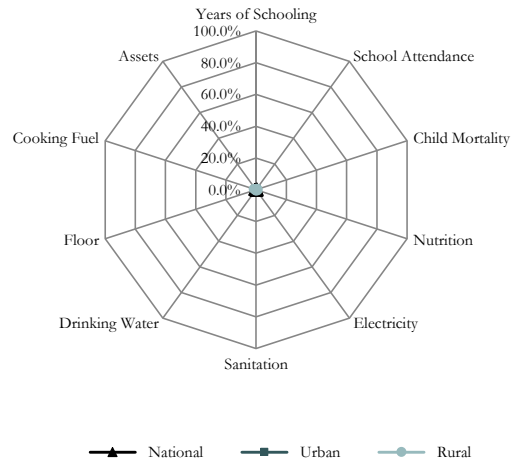 Years of Schooling
100.0%
Assets
School Attendance
80.0%
60.0%
40.0%
Cooking Fuel
Child Mortality
20.0%
0.0%
Floor
Nutrition
Drinking Water
Electricity
Sanitation
National Urban Rural